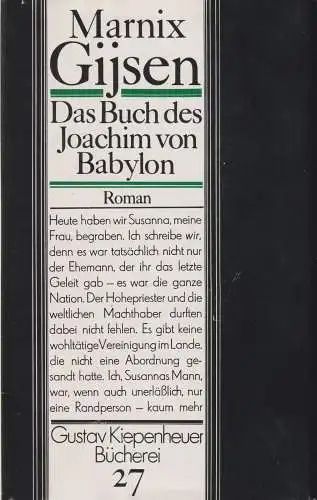 Marnix
Gijsen
Das Buch des
Joachim von
Babylon
Roman
Heute haben wir Susanna, meine
Frau, begraben. Ich schreibe wir,
denn es war tatsächlich nicht nur
der Ehemann, der ihr das letzte
Geleit gab – es war die ganze
Nation. Der Hohepriester und die
weltlichen Machthaber durften
dabei nicht fehlen. Es gibt keine
wohltätige Vereinigung im Lande,
die nicht eine Abordnung ge-
sandt hatte. Ich, Susannas Mann,
war, wenn auch unerläßlich, nur
eine Randperson – kaum mehr
Gustav Kiepenheuer
Bücherei
27